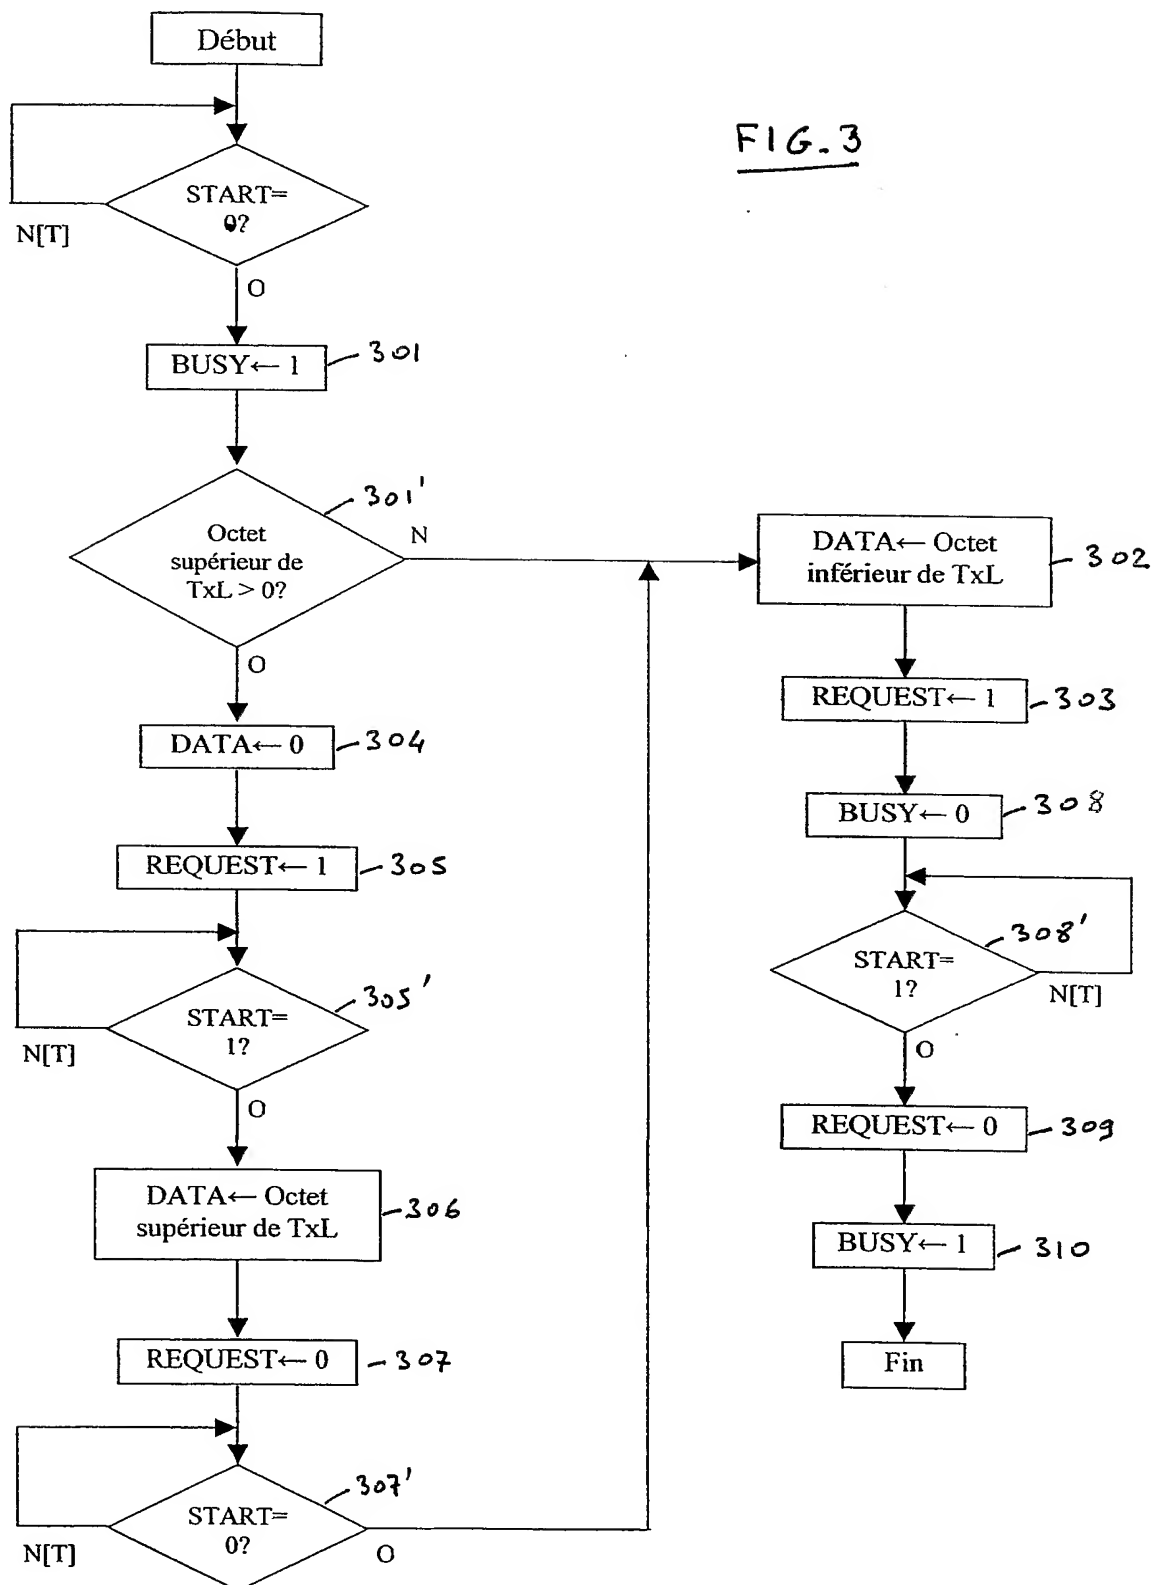 Début
FIG.3
START=
0?
N[T]
O
BUSY← 1
301
301'
Octet
supérieur de
TxL > 0?
N
O
DATA← 0
304
REQUEST← 1
305
305'
START=
1?
N[T]
O
DATA← Octet
supérieur de TxL
306
REQUEST← 0
307
307'
START=
0?
N[T]
O
DATA← Octet
inférieur de TxL
302
REQUEST← 1
303
BUSY← 0
308
308'
START=
1?
N[T]
O
REQUEST← 0
309
BUSY← 1
310
Fin